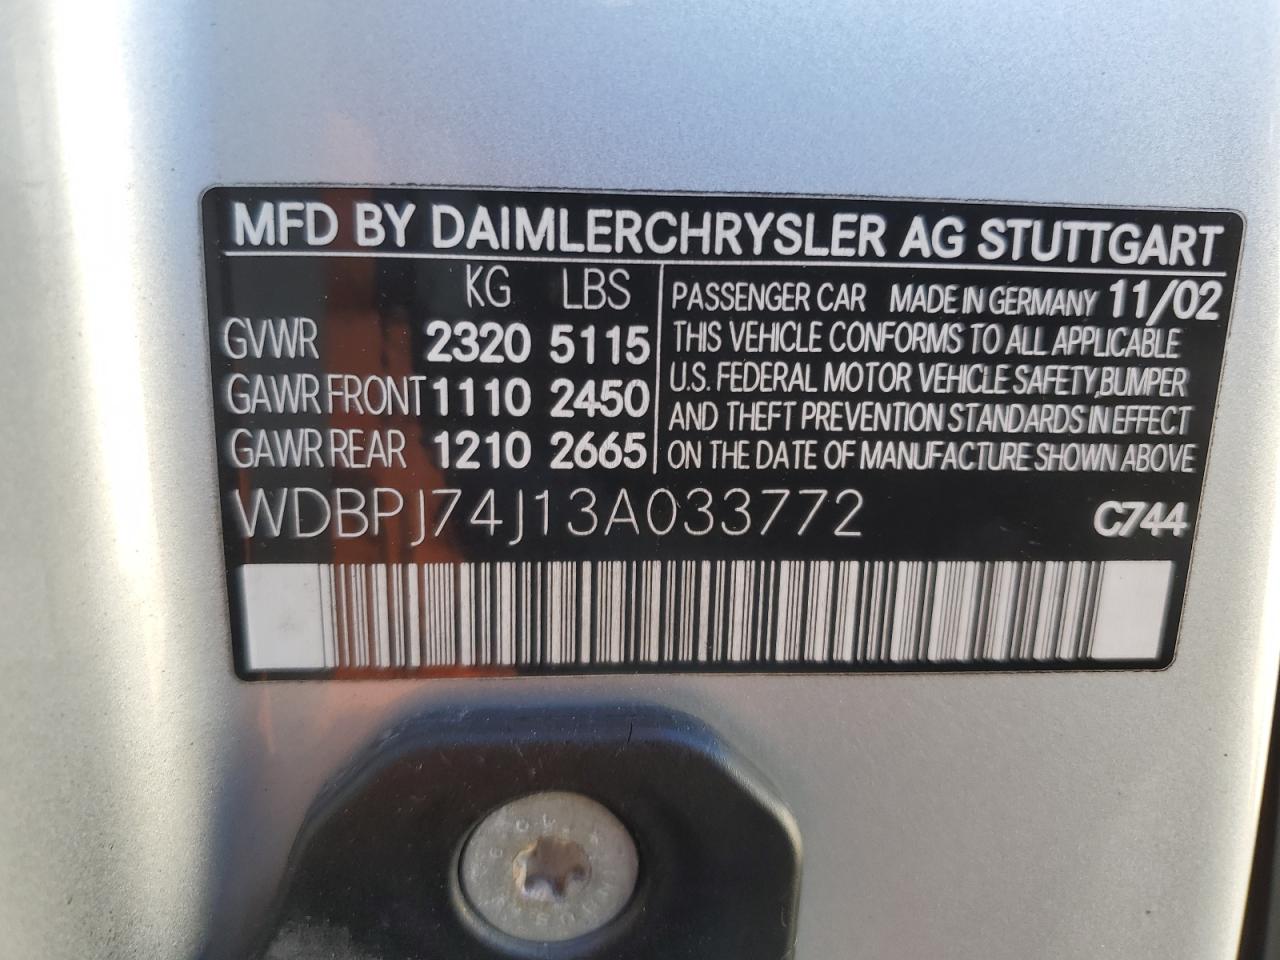 MFD BY DAIMLERCHRYSLER AG STUTTGART
KG LBS
GVWR 2320 5115
GAWR FRONT 1110 2450
GAWR REAR 1210 2665
PASSENGER CAR MADE IN GERMANY 11/02
THIS VEHICLE CONFORMS TO ALL APPLICABLE
U.S. FEDERAL MOTOR VEHICLE SAFETY,BUMPER
AND THEFT PREVENTION STANDARDS IN EFFECT
ON THE DATE OF MANUFACTURE SHOWN ABOVE
WDBPJ74J13A033772 C744